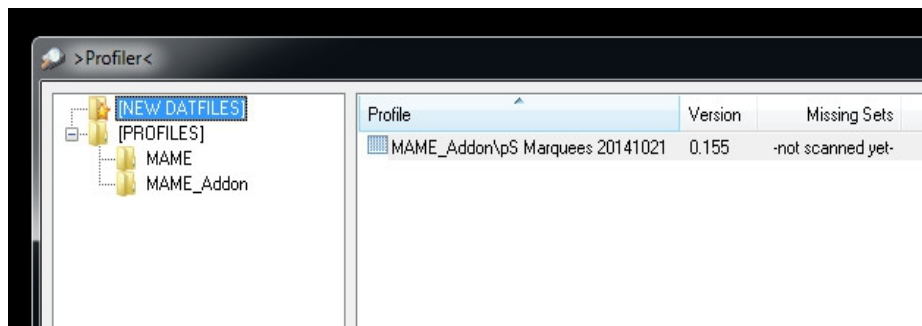 >Profiler<
[NEW DATFILES]
[PROFILES]
MAME
MAME_Addon
Profile Version Missing Sets
MAME_Addon\pS Marquees 20141021 0.155 -not scanned yet-